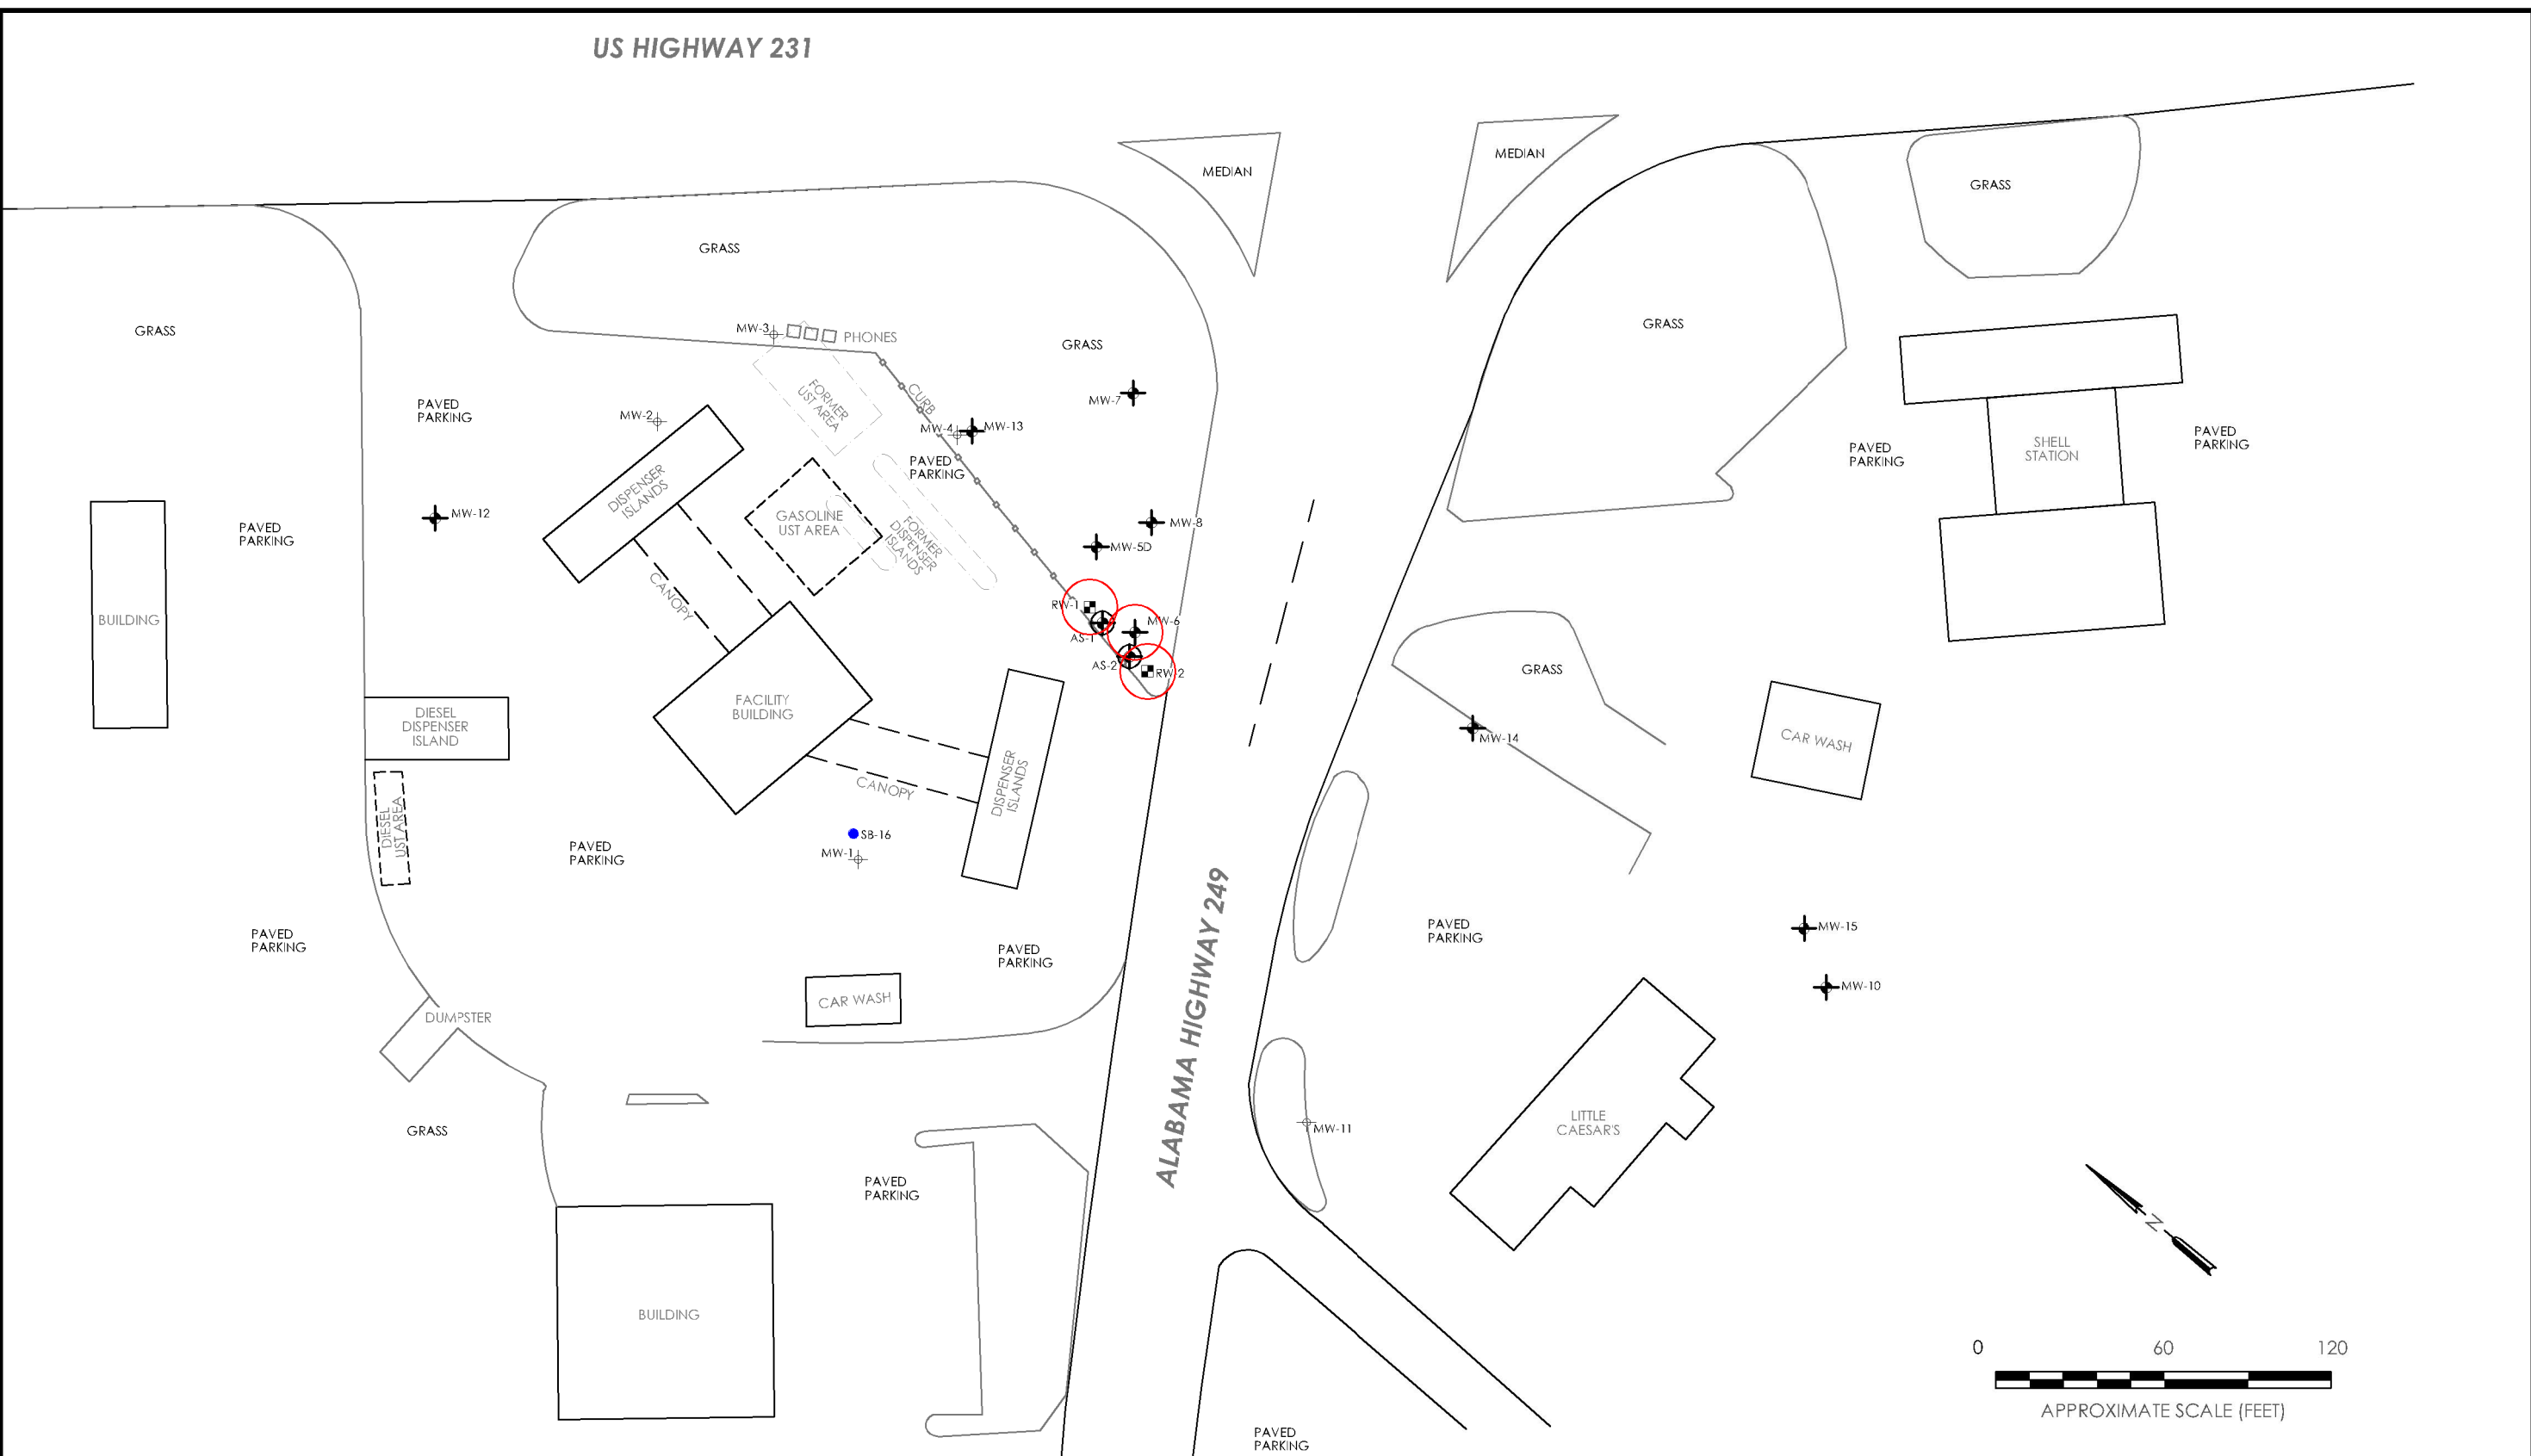 US HIGHWAY 231
MEDIAN
MEDIAN
GRASS
GRASS
GRASS
GRASS
MW-3
PHONES
GRASS
FORMER
UST AREA
CURB
MW-7
PAVED
PARKING
MW-2
MW-4
MW-13
PAVED
PARKING
PAVED
PARKING
SHELL
STATION
PAVED
PARKING
DISPENSER
ISLANDS
MW-12
PAVED
PARKING
GASOLINE
UST AREA
FORMER
DISPENSER
ISLANDS
MW-8
MW-5D
CANOPY
RW-1
AS-1
MW-6
BUILDING
AS-2
RW-2
GRASS
FACILITY
BUILDING
DIESEL
DISPENSER
ISLAND
MW-14
CAR WASH
CANOPY
DISPENSER
ISLANDS
DIESEL
UST AREA
SB-16
MW-1
PAVED
PARKING
PAVED
PARKING
PAVED
PARKING
PAVED
PARKING
MW-15
MW-10
CAR WASH
DUMPSTER
ALABAMA HIGHWAY 249
GRASS
MW-11
LITTLE
CAESAR'S
PAVED
PARKING
N
BUILDING
0 60 120
APPROXIMATE SCALE (FEET)
PAVED
PARKING